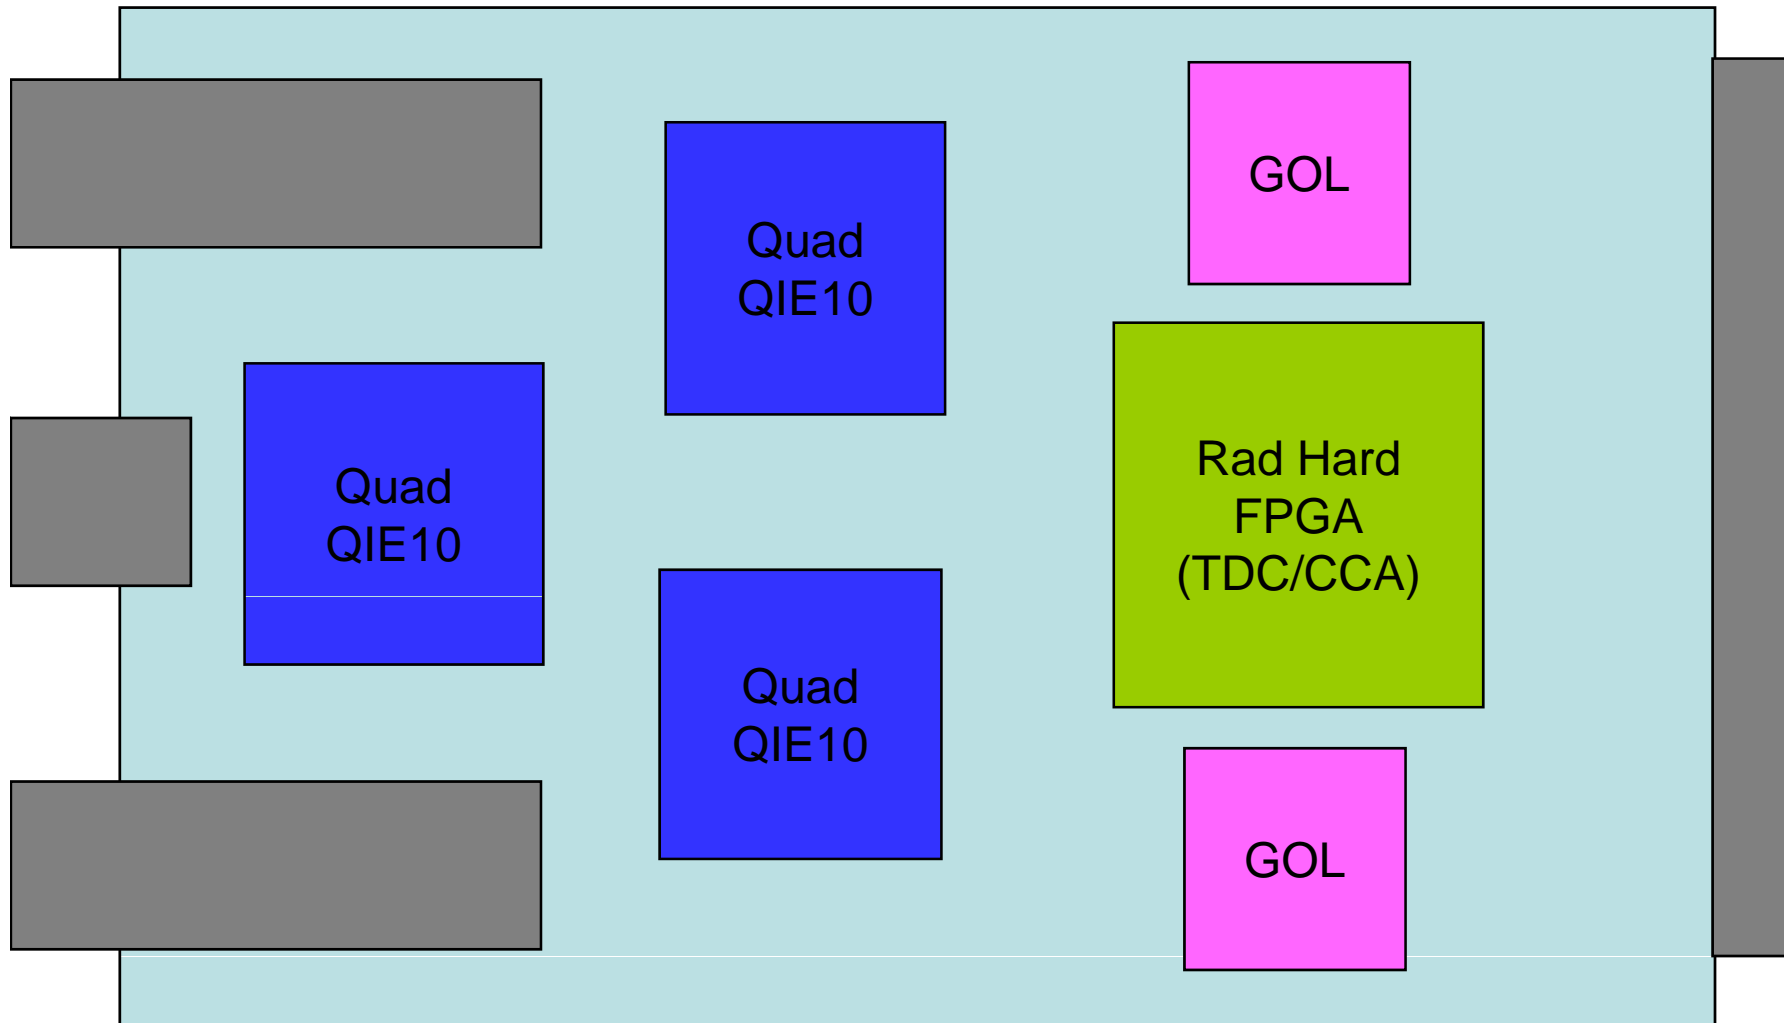 GOL
Quad
QIE10
Quad
QIE10
Rad Hard
FPGA
(TDC/CCA)
Quad
QIE10
GOL